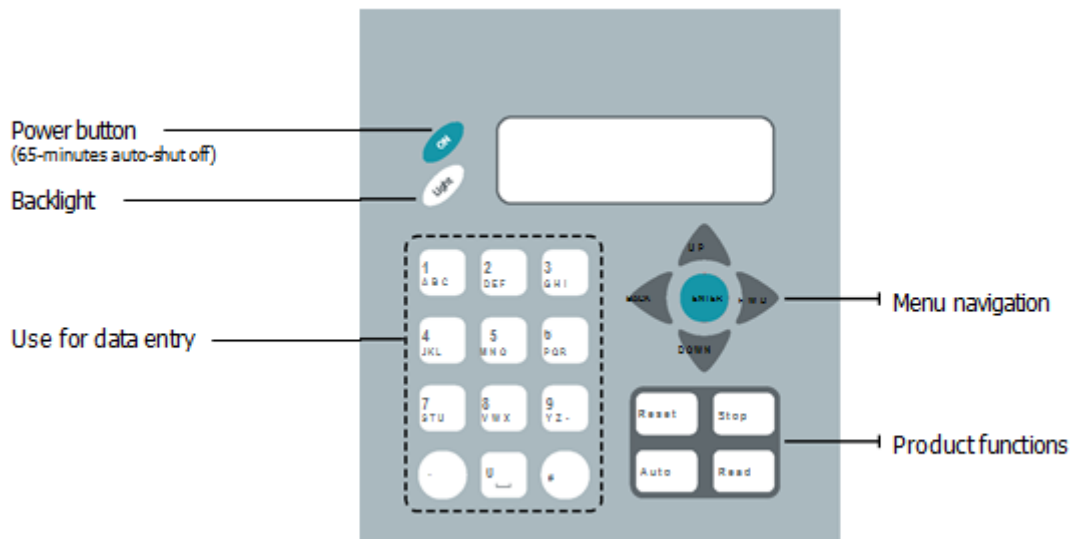 Power button
(65-minutes auto-shut off)
ON
Light
Backlight
UP
BACK
ENTER
FWD
DOWN
Menu navigation
1
ABC
2
DEF
3
GHI
Use for data entry
4
JKL
5
MNO
6
PQR
7
STU
8
VWX
9
YZ-
Reset
Stop
Product functions
Auto
Read